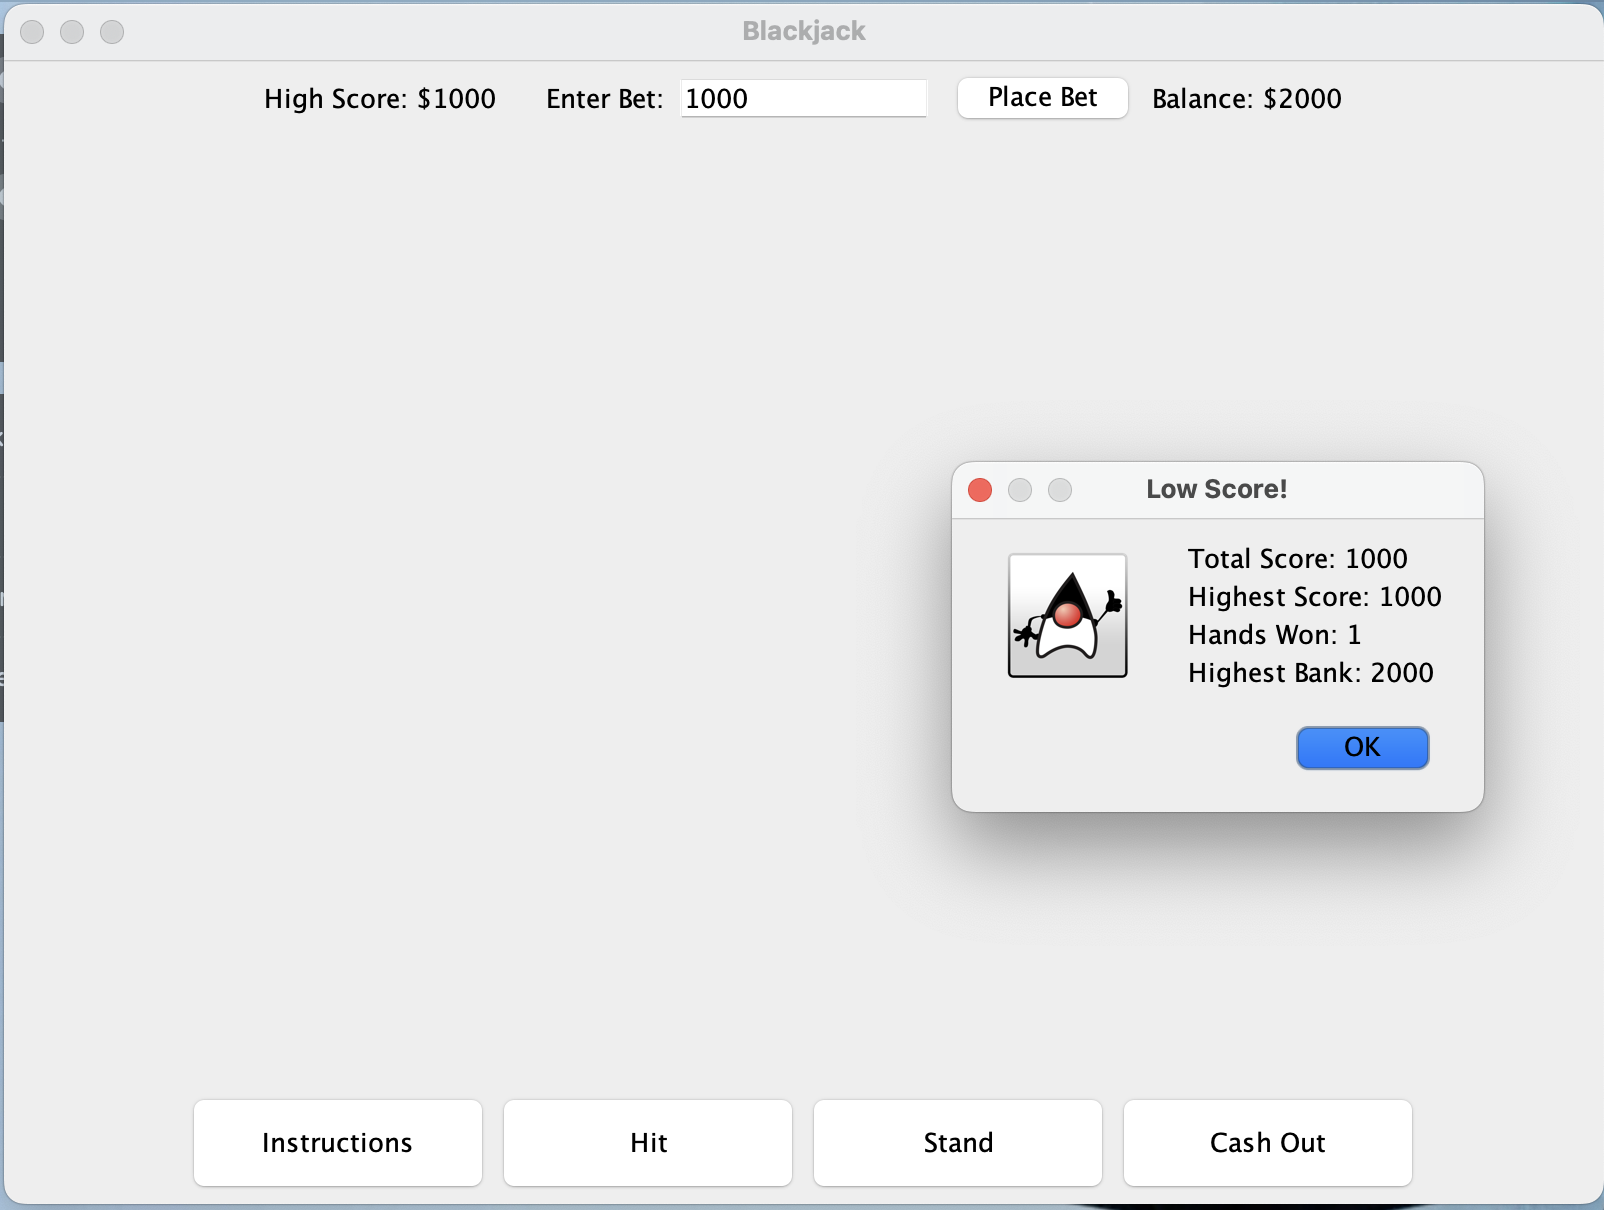 Blackjack
High Score: $1000 Enter Bet: 1000 Place Bet Balance: $2000
Low Score!
Total Score: 1000
Highest Score: 1000
Hands Won: 1
Highest Bank: 2000
OK
Instructions Hit Stand Cash Out